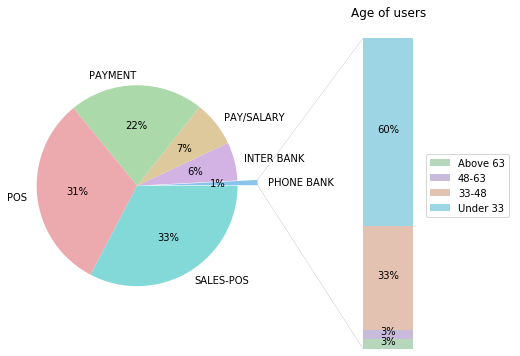 Age of users
PAYMENT
22%
PAY/SALARY
7%
INTER BANK
6%
PHONE BANK
1%
POS
31%
33%
SALES-POS
60%
33%
3%
3%
Above 63
48-63
33-48
Under 33